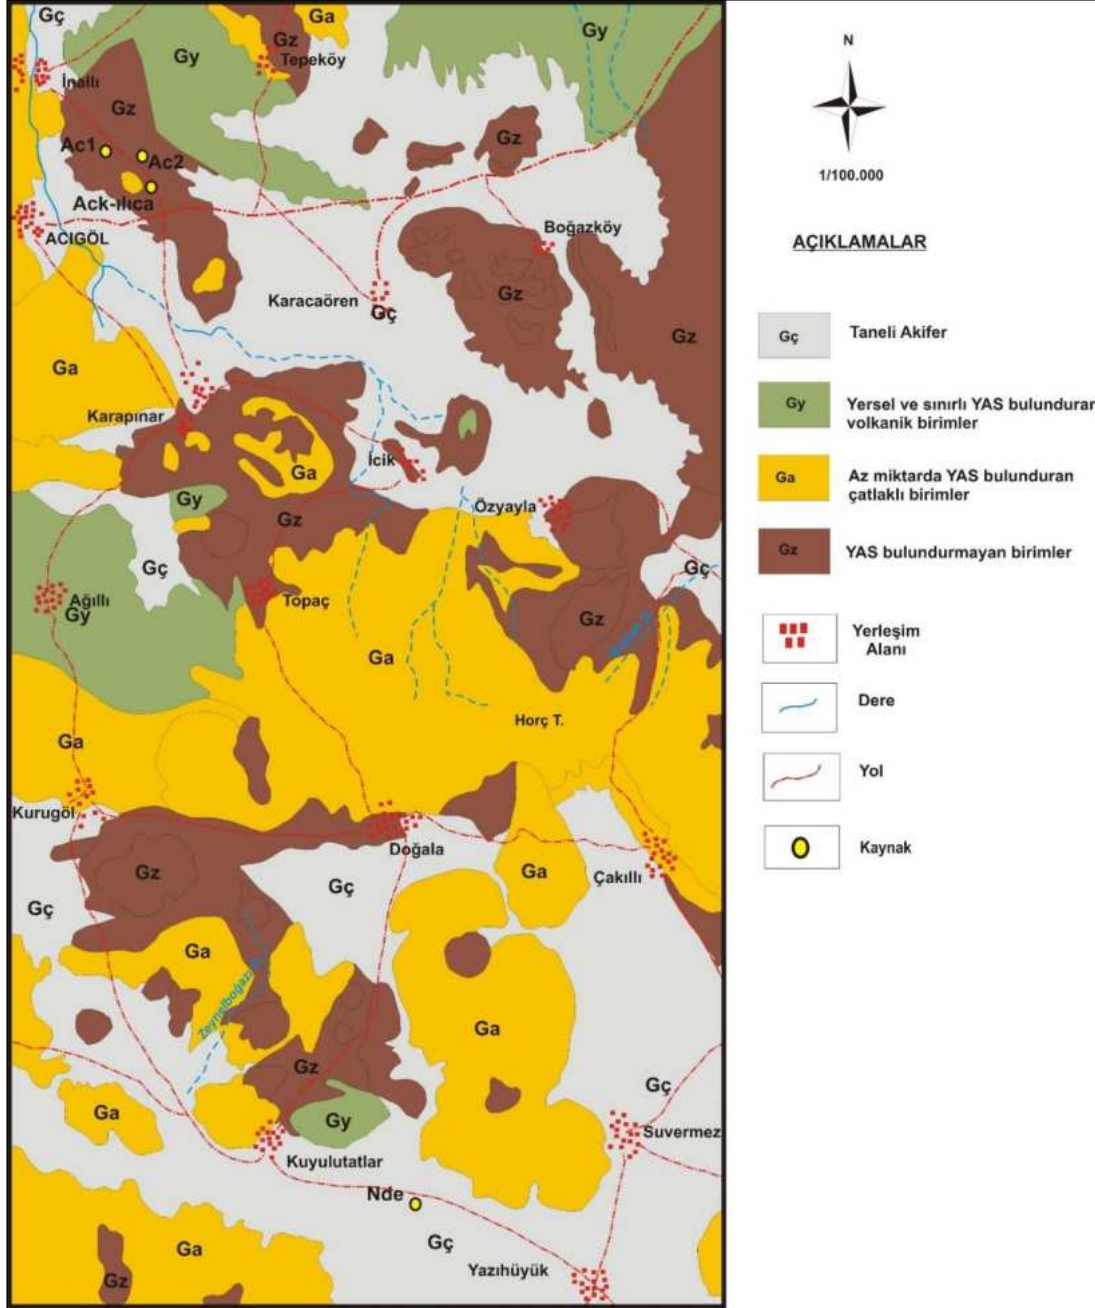 Gç
Ga
Gz
Tepeköy
Gy
Gy
İnallı
Gz
Ac1
Ac2
Ack-ılıca
ACIGÖL
Gz
Boğazköy
Karacaören
Gç
Gz
Gz
Ga
Karapınar
İcik
Ga
Gy
Gz
Özyayla
Gç
Gç
Ağıllı
Gy
Topaç
Gz
Ga
Horç T.
Ga
Kurugöl
Doğala
Gz
Gç
Ga
Çakıllı
Gç
Ga
Zeynelboğazı D.
Ga
Gz
Gç
Ga
Gy
Suvermez
Kuyulutatlar
Nde
Gç
Ga
Yazıhüyük
Gz
N
1/100.000
AÇIKLAMALAR
Gç
Taneli Akifer
Gy
Yersel ve sınırlı YAS bulunduran
volkanik birimler
Ga
Az miktarda YAS bulunduran
çatlaklı birimler
Gz
YAS bulundurmayan birimler
Yerleşim
Alanı
Dere
Yol
Kaynak